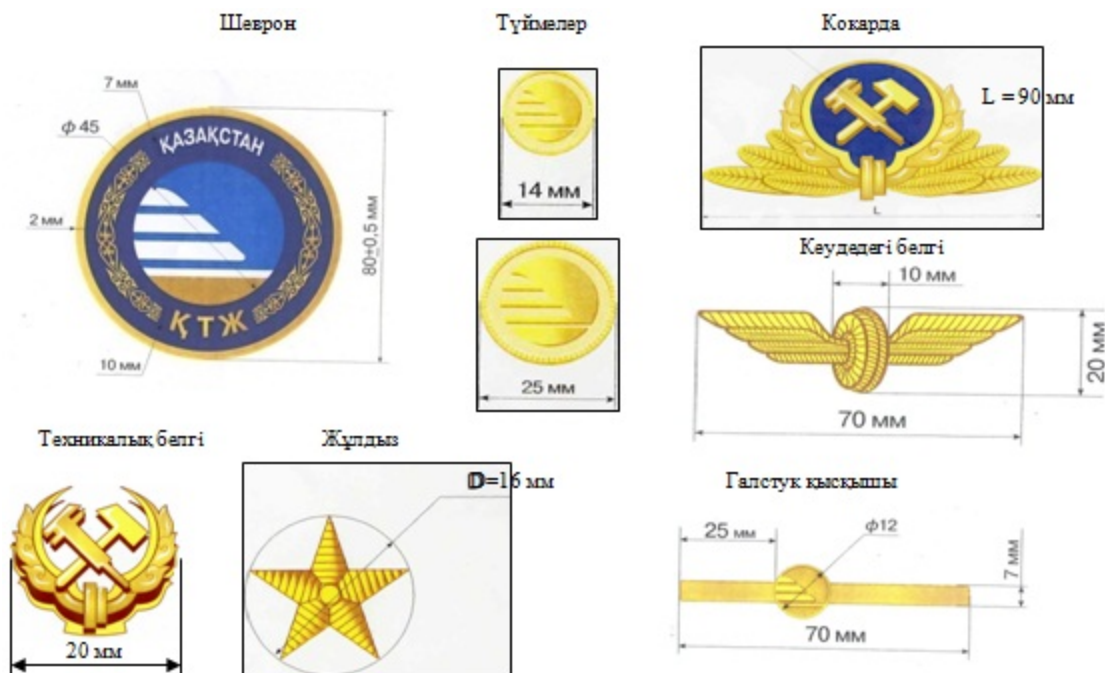 Шеврон
Түймелер
Кокарда
7 мм
ф 45
ҚАЗАҚСТАН
2 мм
80±0,5 мм
ҚТЖ
10 мм
14 мм
25 мм
L = 90 мм
L
Кеудедегі белгі
10 мм
20 мм
70 мм
Техникалық белгі
20 мм
Жұлдыз
D=16 мм
Галстук қысқышы
25 мм
ф12
7 мм
70 мм